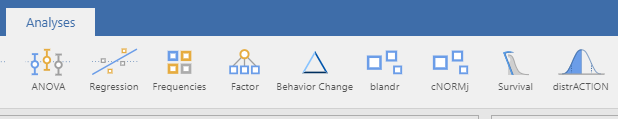 Analyses
ANOVA Regression Frequencies Factor Behavior Change blandr cNORMj Survival distrACTION